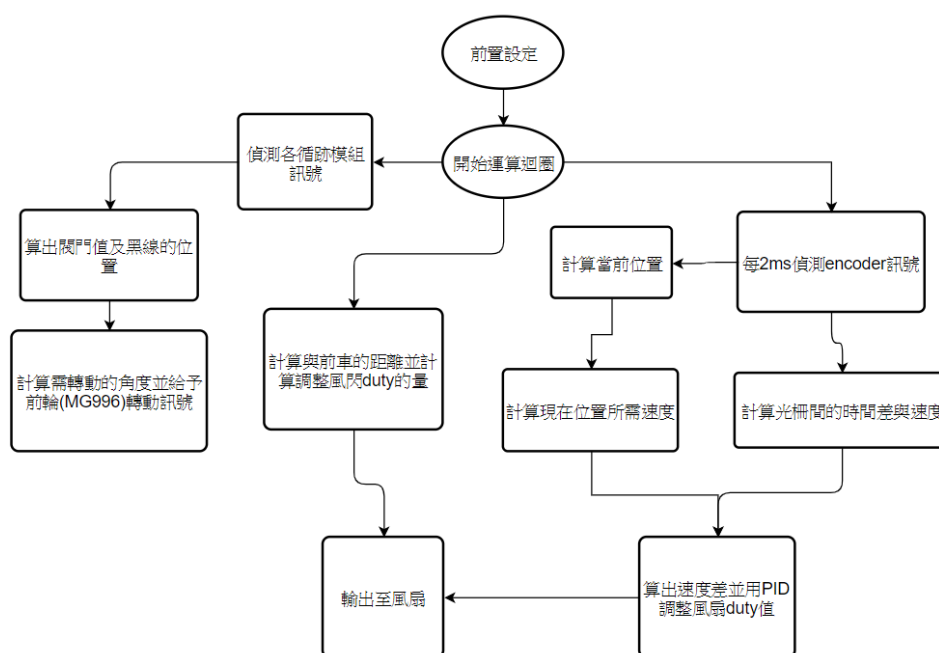 前置設定
開始運算迴圈
偵測各循跡模組
訊號
算出閥門值及黑線的位
置
計算需轉動的角度並給予
前輪(MG996)轉動訊號
計算與前車的距離並計
算調整風閃duty的量
計算當前位置
每2ms偵測encoder訊號
計算現在位置所需速度
計算光柵間的時間差與速度
輸出至風扇
算出速度差並用PID
調整風扇duty值